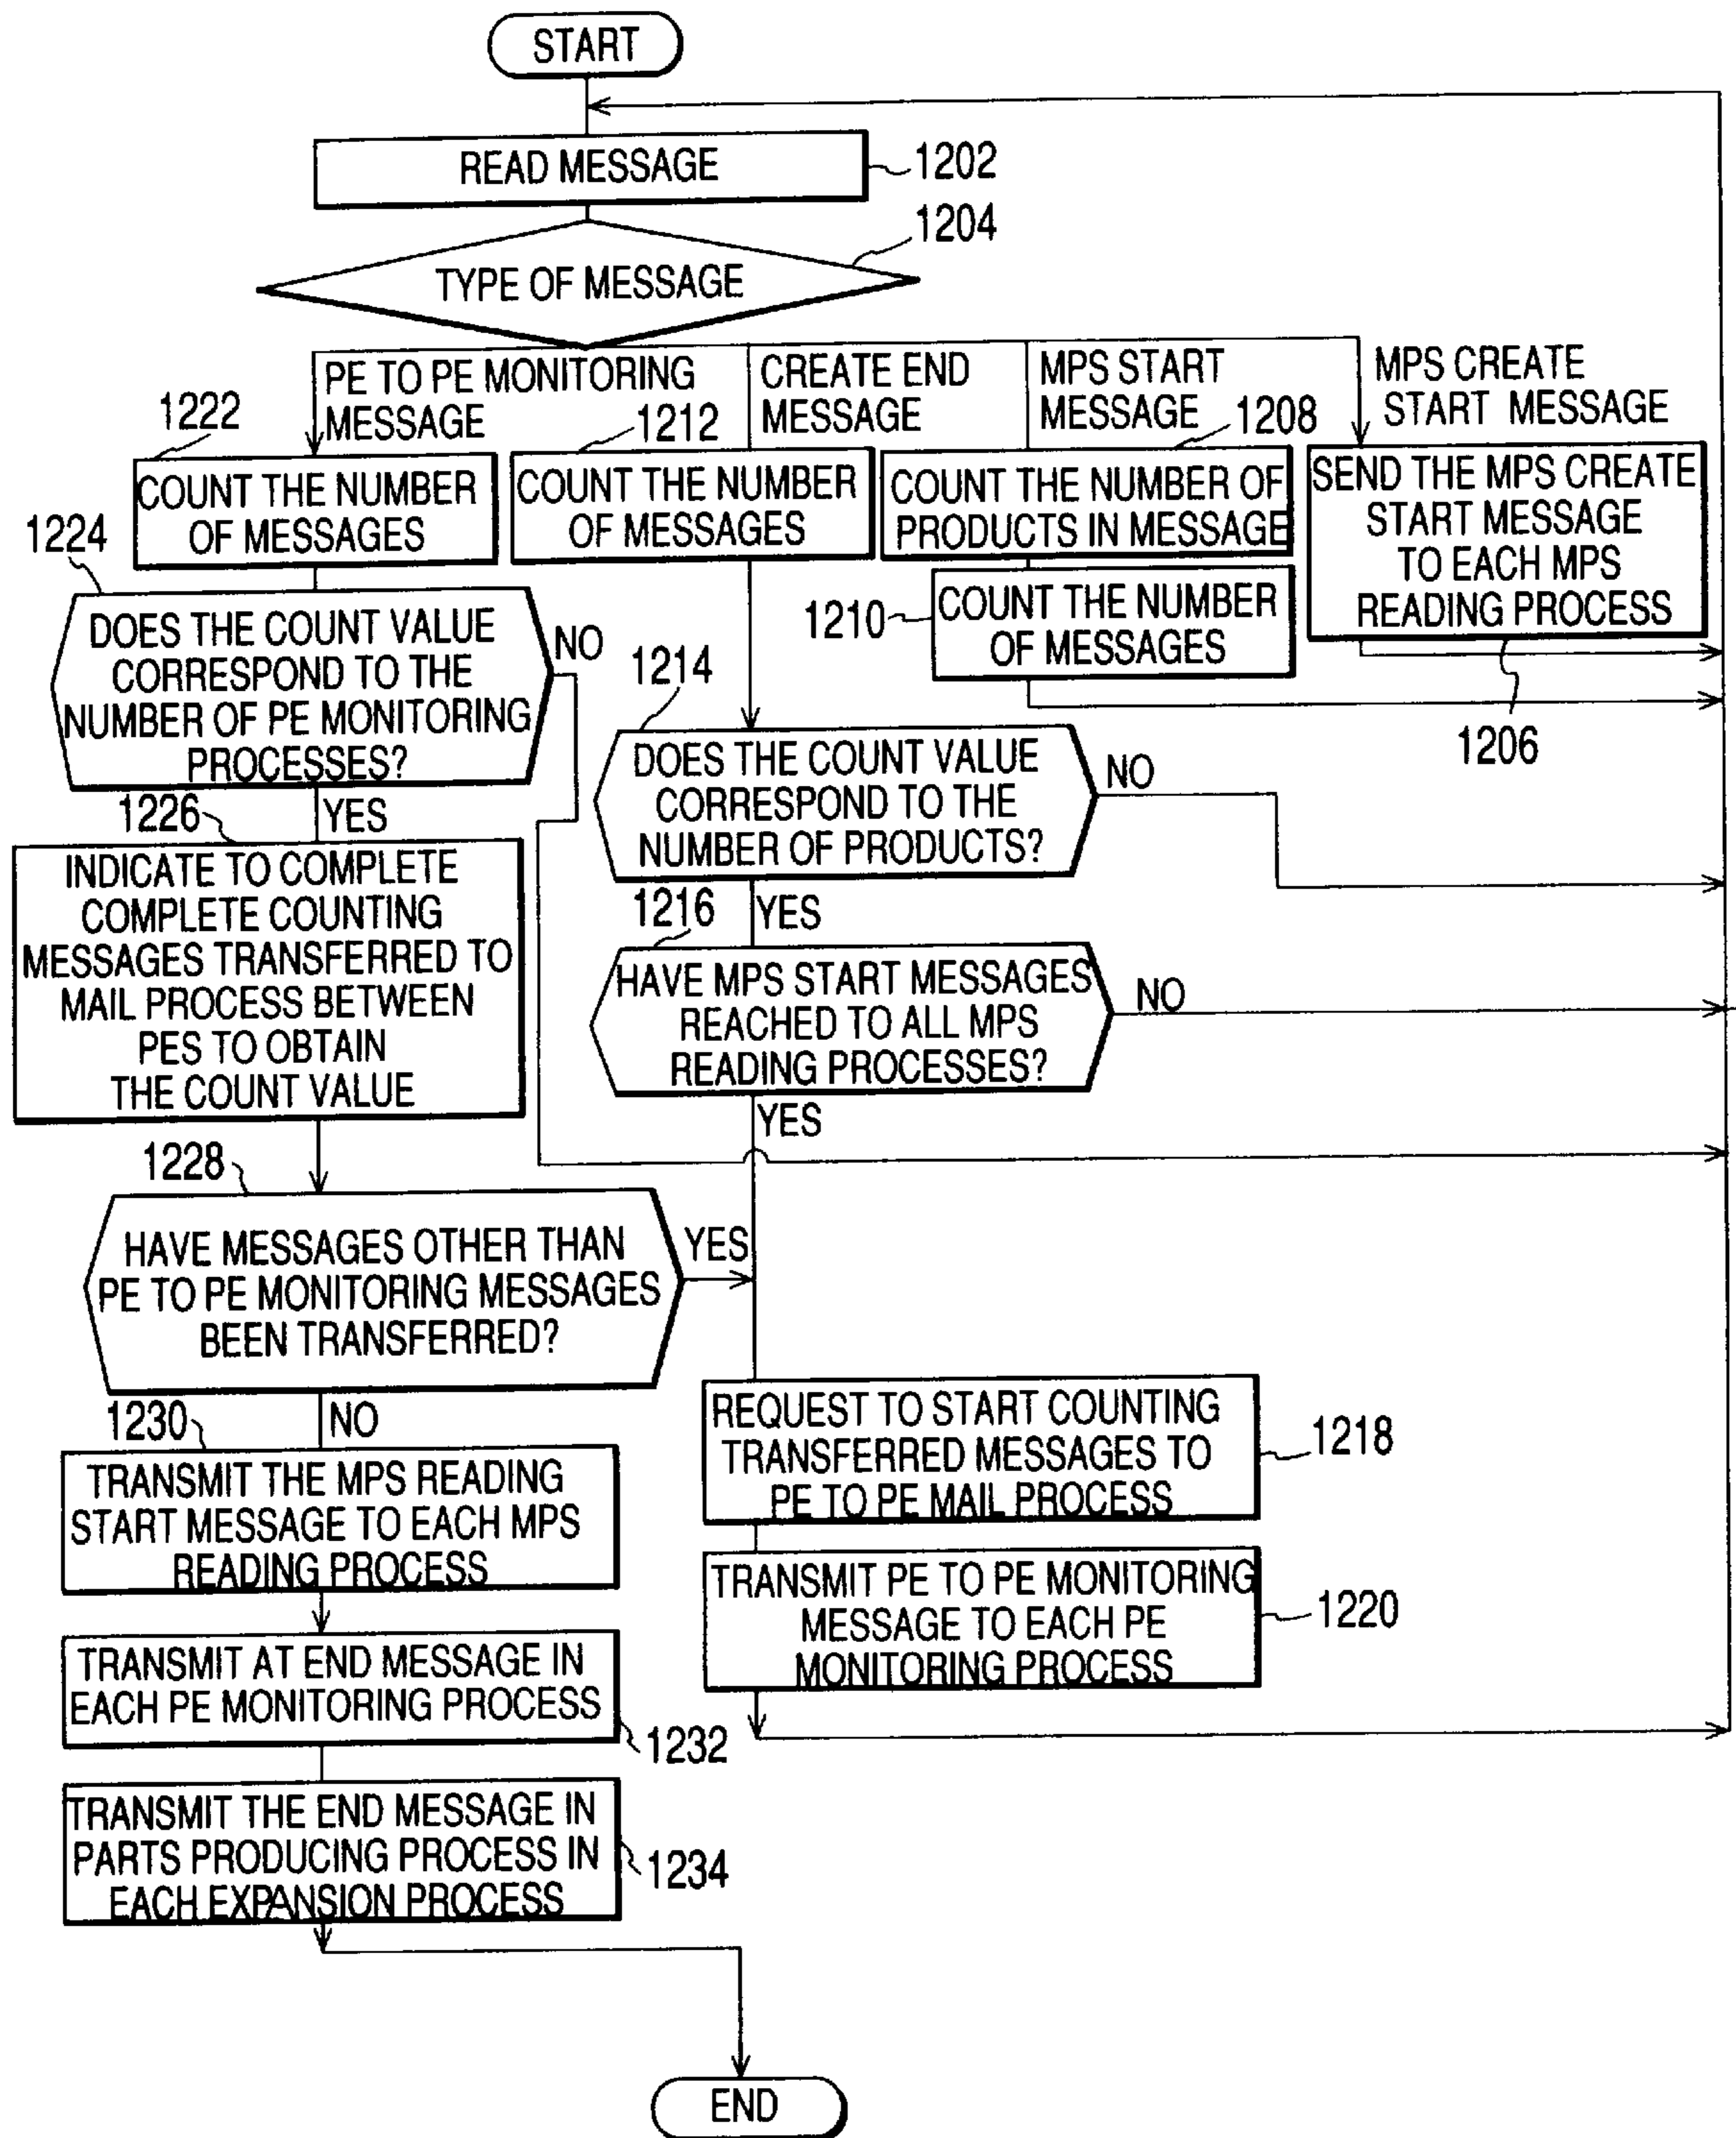 START
READ MESSAGE
1202
1204
TYPE OF MESSAGE
PE TO PE MONITORING
MESSAGE
CREATE END
MESSAGE
MPS START
MESSAGE
MPS CREATE
START MESSAGE
1222
COUNT THE NUMBER
OF MESSAGES
1212
COUNT THE NUMBER
OF MESSAGES
1208
COUNT THE NUMBER OF
PRODUCTS IN MESSAGE
SEND THE MPS CREATE
START MESSAGE
TO EACH MPS
READING PROCESS
1206
1210
COUNT THE NUMBER
OF MESSAGES
1224
DOES THE COUNT VALUE
CORRESPOND TO THE
NUMBER OF PE MONITORING
PROCESSES?
NO
YES
1214
DOES THE COUNT VALUE
CORRESPOND TO THE
NUMBER OF PRODUCTS?
NO
YES
1226
INDICATE TO COMPLETE
COMPLETE COUNTING
MESSAGES TRANSFERRED TO
MAIL PROCESS BETWEEN
PES TO OBTAIN
THE COUNT VALUE
1216
HAVE MPS START MESSAGES
REACHED TO ALL MPS
READING PROCESSES?
NO
YES
1228
HAVE MESSAGES OTHER THAN
PE TO PE MONITORING MESSAGES
BEEN TRANSFERRED?
YES
NO
1230
TRANSMIT THE MPS READING
START MESSAGE TO EACH MPS
READING PROCESS
REQUEST TO START COUNTING
TRANSFERRED MESSAGES TO
PE TO PE MAIL PROCESS
1218
TRANSMIT PE TO PE MONITORING
MESSAGE TO EACH PE
MONITORING PROCESS
1220
TRANSMIT AT END MESSAGE IN
EACH PE MONITORING PROCESS
1232
TRANSMIT THE END MESSAGE IN
PARTS PRODUCING PROCESS IN
EACH EXPANSION PROCESS
1234
END